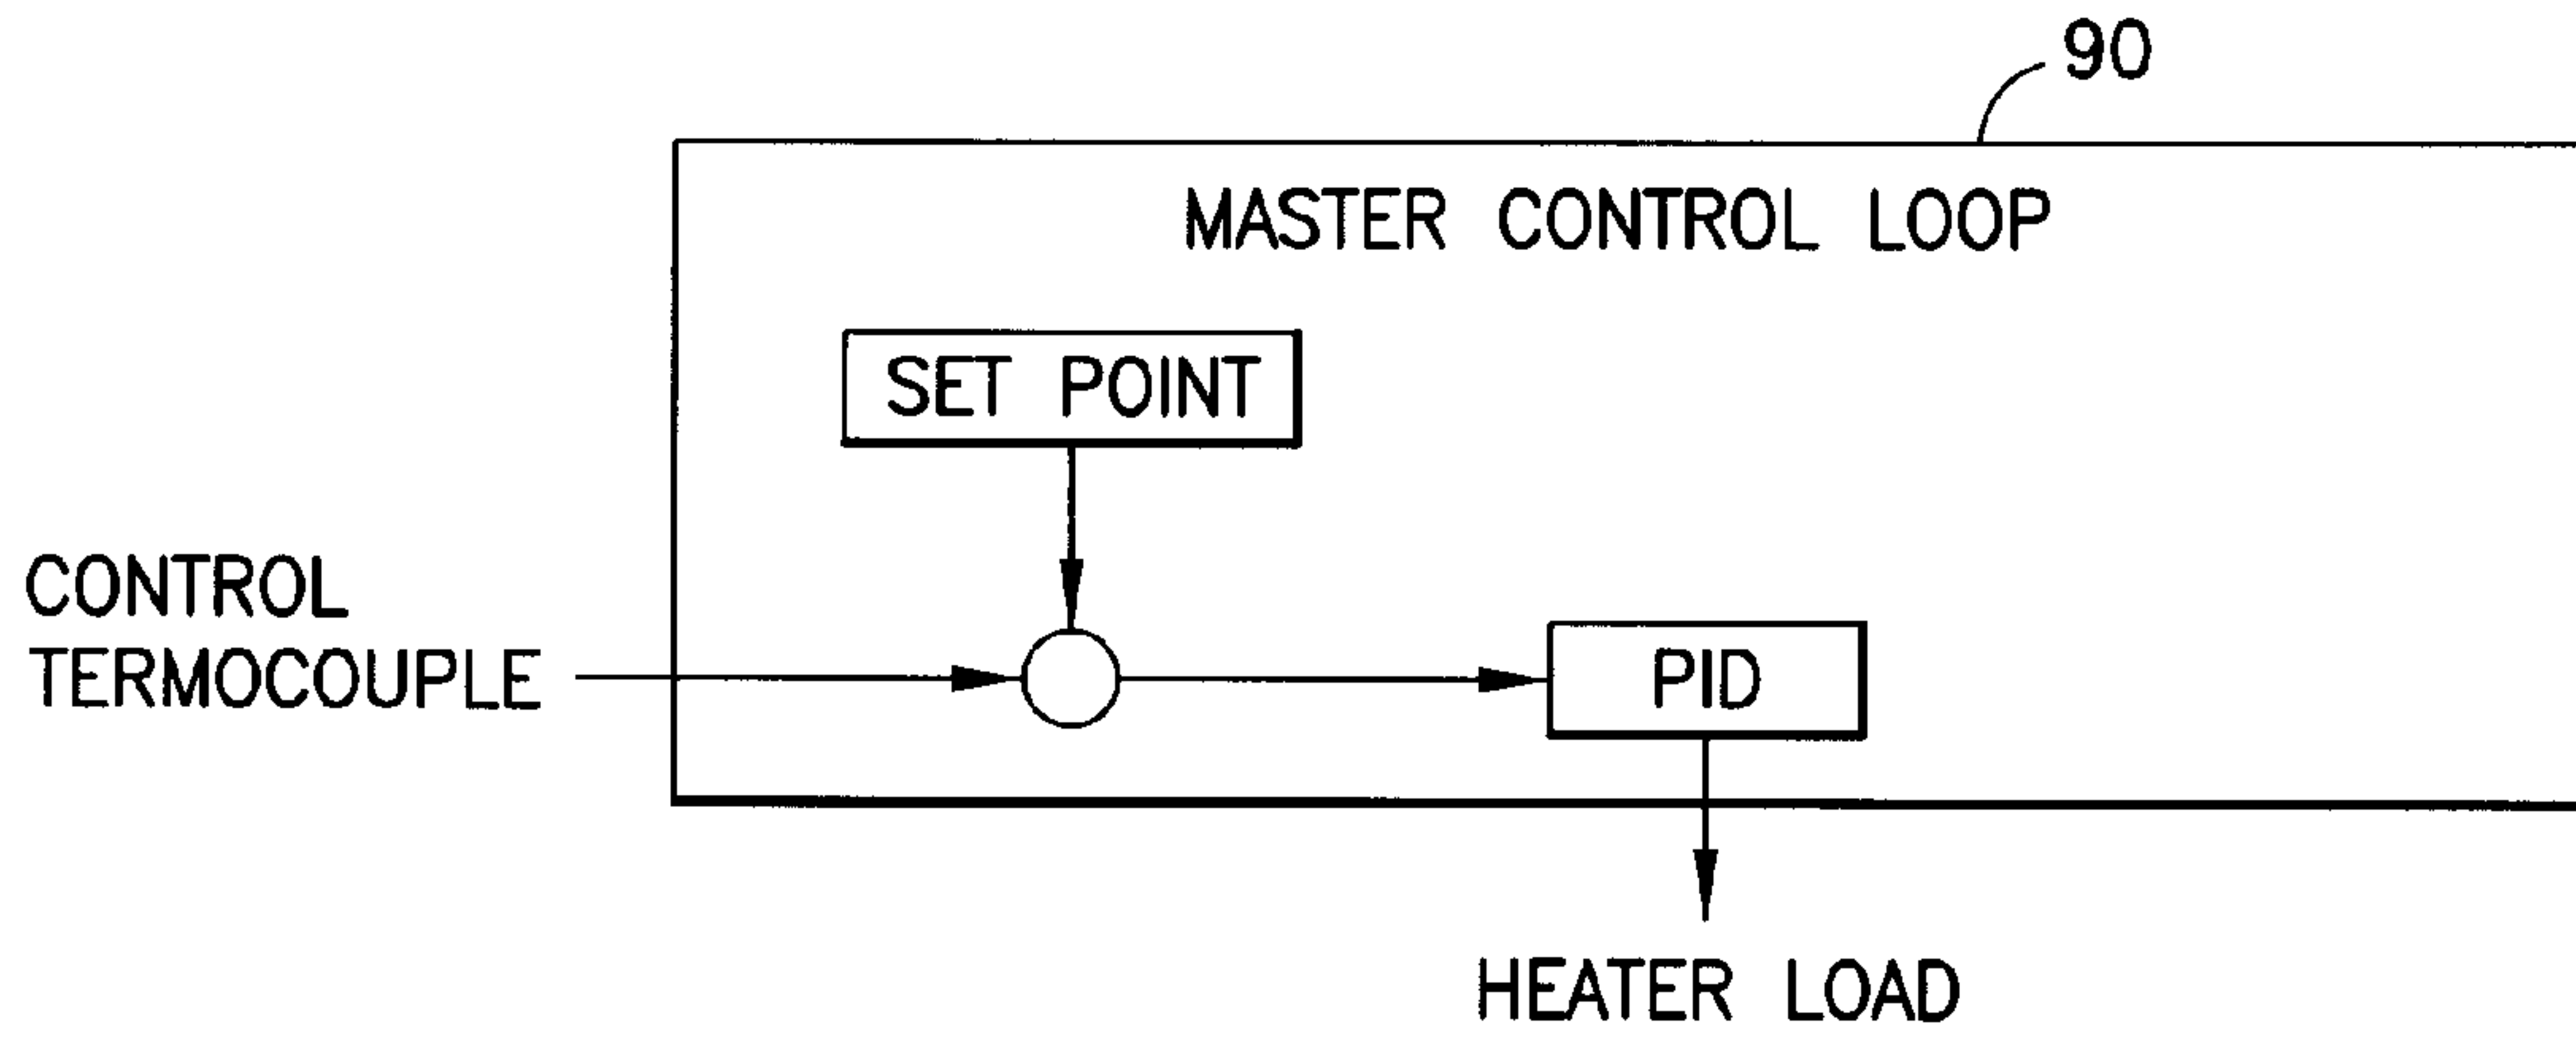 90
MASTER CONTROL LOOP
SET POINT
CONTROL
TERMOCOUPLE
PID
HEATER LOAD